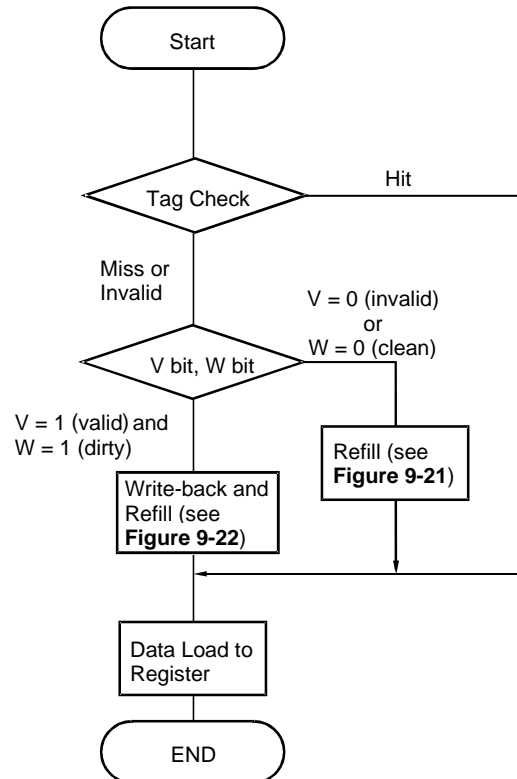 Start
Tag Check
Hit
Miss or
Invalid
V = 0 (invalid)
or
W = 0 (clean)
V bit, W bit
V = 1 (valid) and
W = 1 (dirty)
Refill (see
Figure 9-21)
Write-back and
Refill (see
Figure 9-22)
Data Load to
Register
END